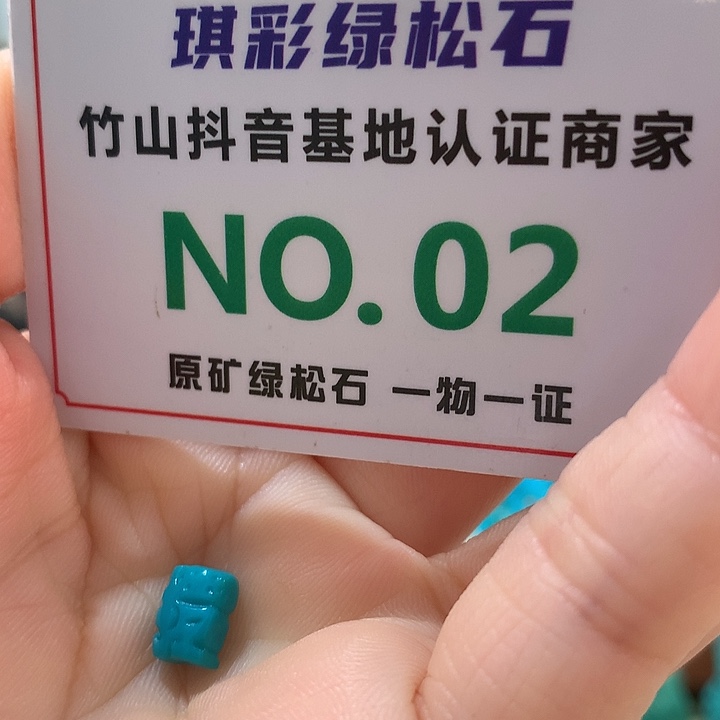 琪彩绿松石
竹山抖音基地认证商家
NO.02
原矿绿松石 一物一证